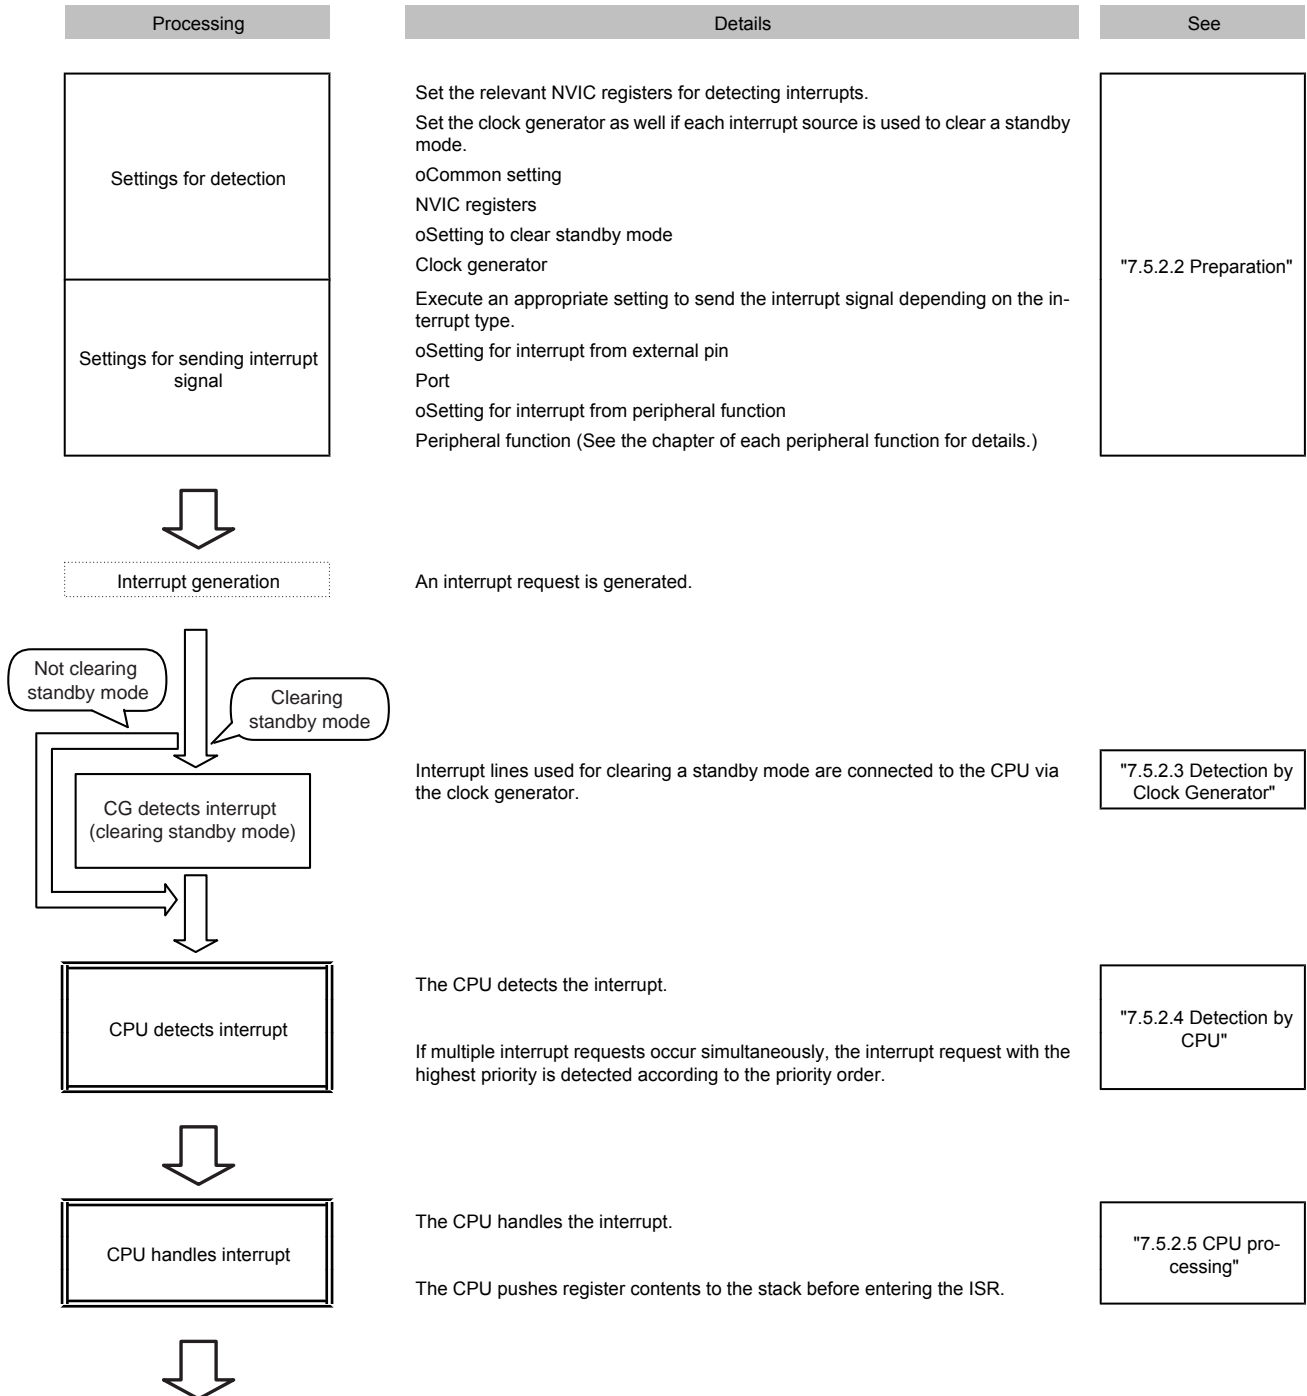 Processing
Details
See
Settings for detection
Set the relevant NVIC registers for detecting interrupts.
Set the clock generator as well if each interrupt source is used to clear a standby
mode.
oCommon setting
NVIC registers
oSetting to clear standby mode
Clock generator
"7.5.2.2 Preparation"
Settings for sending interrupt
signal
Execute an appropriate setting to send the interrupt signal depending on the in-
terrupt type.
oSetting for interrupt from external pin
Port
oSetting for interrupt from peripheral function
Peripheral function (See the chapter of each peripheral function for details.)
Interrupt generation
An interrupt request is generated.
Not clearing
standby mode
Clearing
standby mode
CG detects interrupt
(clearing standby mode)
Interrupt lines used for clearing a standby mode are connected to the CPU via
the clock generator.
"7.5.2.3 Detection by
Clock Generator"
CPU detects interrupt
The CPU detects the interrupt.
If multiple interrupt requests occur simultaneously, the interrupt request with the
highest priority is detected according to the priority order.
"7.5.2.4 Detection by
CPU"
CPU handles interrupt
The CPU handles the interrupt.
The CPU pushes register contents to the stack before entering the ISR.
"7.5.2.5 CPU pro-
cessing"